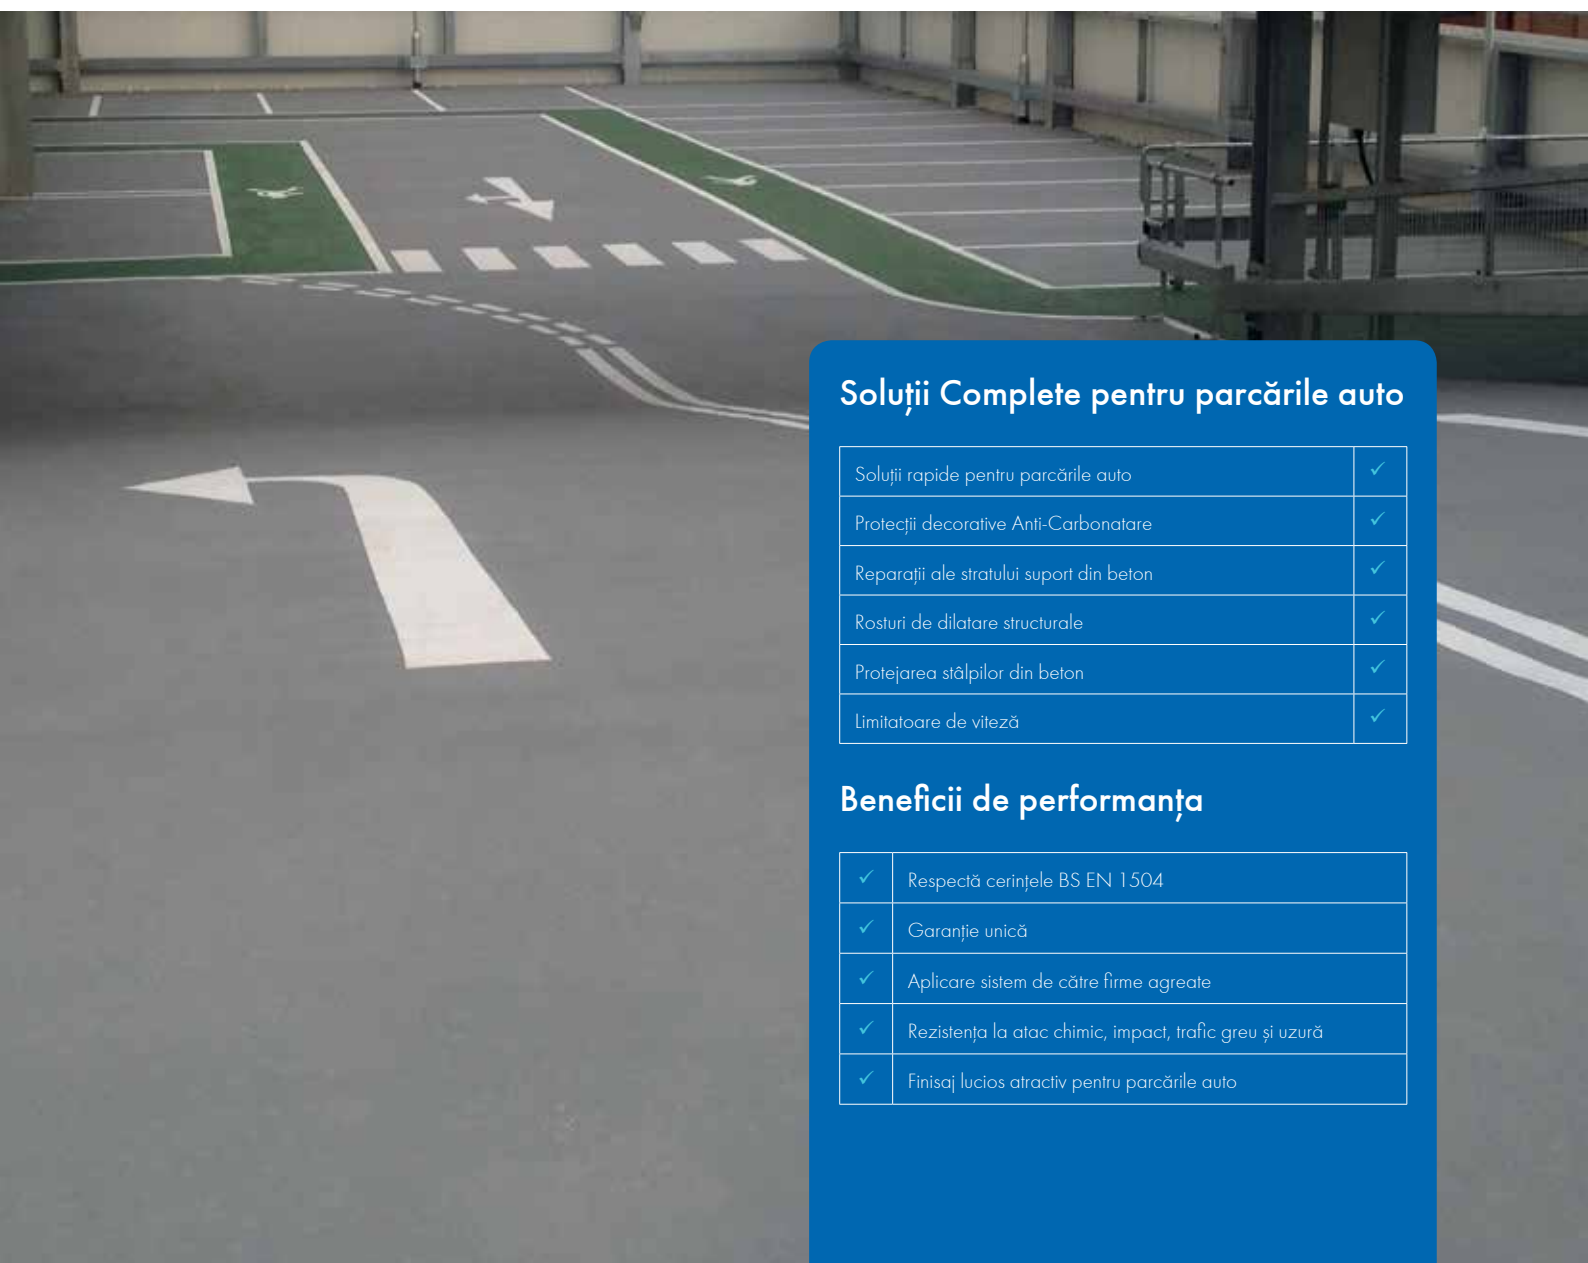 Soluții Complete pentru parcările auto
Soluții rapide pentru parcările auto ✓
Protecții decorative Anti-Carbonatare ✓
Reparații ale stratului suport din beton ✓
Rosturi de dilatare structurale ✓
Protejarea stâlpilor din beton ✓
Limitatoare de viteză ✓
Beneficii de performanța
✓ Respectă cerințele BS EN 1504
✓ Garanție unică
✓ Aplicare sistem de către firme agreate
✓ Rezistența la atac chimic, impact, trafic greu și uzură
✓ Finisaj lucios atractiv pentru parcările auto